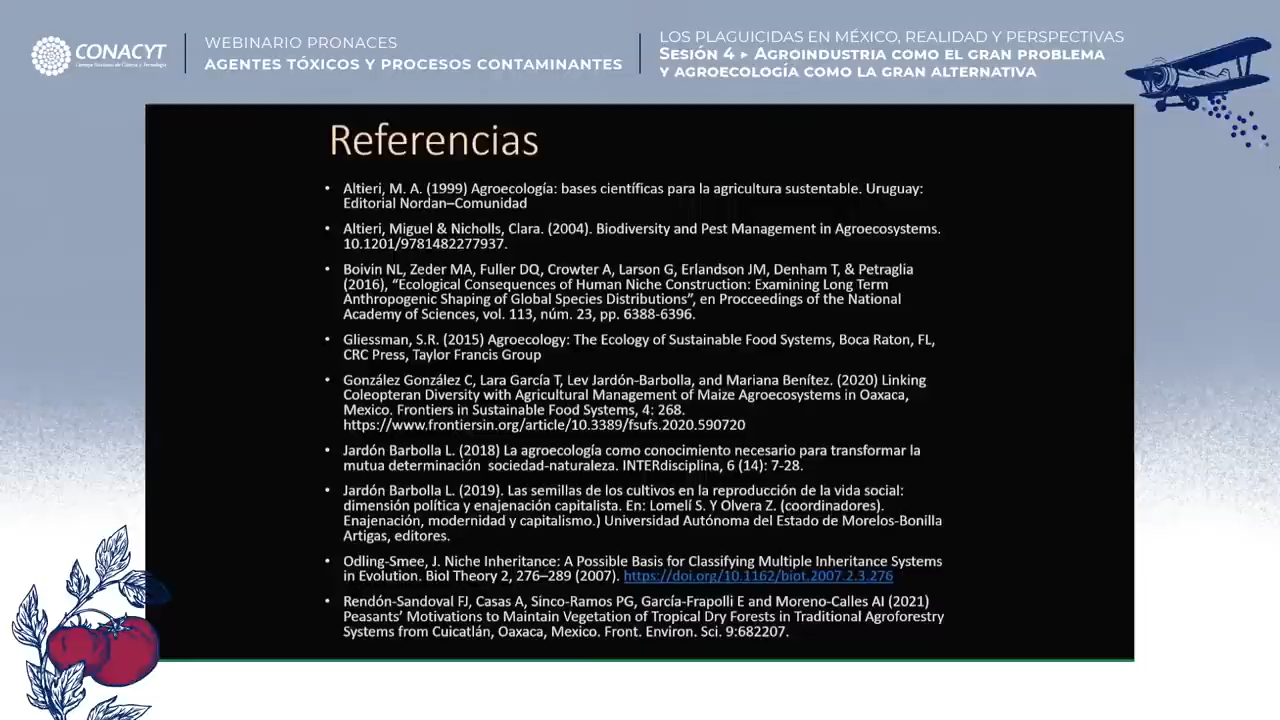 CONACYT
Consejo Nacional de Ciencia y Tecnología
WEBINARIO PRONACES
AGENTES TÓXICOS Y PROCESOS CONTAMINANTES
LOS PLAGUICIDAS EN MÉXICO, REALIDAD Y PERSPECTIVAS
SESIÓN 4 ▸ AGROINDUSTRIA COMO EL GRAN PROBLEMA
Y AGROECOLOGÍA COMO LA GRAN ALTERNATIVA
Referencias
• Altieri, M. A. (1999) Agroecología: bases científicas para la agricultura sustentable. Uruguay:
Editorial Nordan–Comunidad
• Altieri, Miguel & Nicholls, Clara. (2004). Biodiversity and Pest Management in Agroecosystems.
10.1201/9781482277937.
• Boivin NL, Zeder MA, Fuller DQ, Crowter A, Larson G, Erlandson JM, Denham T, & Petraglia
(2016), “Ecological Consequences of Human Niche Construction: Examining Long Term
Anthropogenic Shaping of Global Species Distributions”, en Procceedings of the National
Academy of Sciences, vol. 113, núm. 23, pp. 6388-6396.
• Gliessman, S.R. (2015) Agroecology: The Ecology of Sustainable Food Systems, Boca Raton, FL,
CRC Press, Taylor Francis Group
• González González C, Lara García T, Lev Jardón-Barbolla, and Mariana Benítez. (2020) Linking
Coleopteran Diversity with Agricultural Management of Maize Agroecosystems in Oaxaca,
Mexico. Frontiers in Sustainable Food Systems, 4: 268.
https://www.frontiersin.org/article/10.3389/fsufs.2020.590720
• Jardón Barbolla L. (2018) La agroecología como conocimiento necesario para transformar la
mutua determinación sociedad-naturaleza. INTERdisciplina, 6 (14): 7-28.
• Jardón Barbolla L. (2019). Las semillas de los cultivos en la reproducción de la vida social:
dimensión política y enajenación capitalista. En: Lomelí S. Y Olvera Z. (coordinadores).
Enajenación, modernidad y capitalismo.) Universidad Autónoma del Estado de Morelos-Bonilla
Artigas, editores.
• Odling-Smee, J. Niche Inheritance: A Possible Basis for Classifying Multiple Inheritance Systems
in Evolution. Biol Theory 2, 276–289 (2007). https://doi.org/10.1162/biot.2007.2.3.276
• Rendón-Sandoval FJ, Casas A, Sinco-Ramos PG, García-Frapolli E and Moreno-Calles AI (2021)
Peasants’ Motivations to Maintain Vegetation of Tropical Dry Forests in Traditional Agroforestry
Systems from Cuicatlán, Oaxaca, Mexico. Front. Environ. Sci. 9:682207.